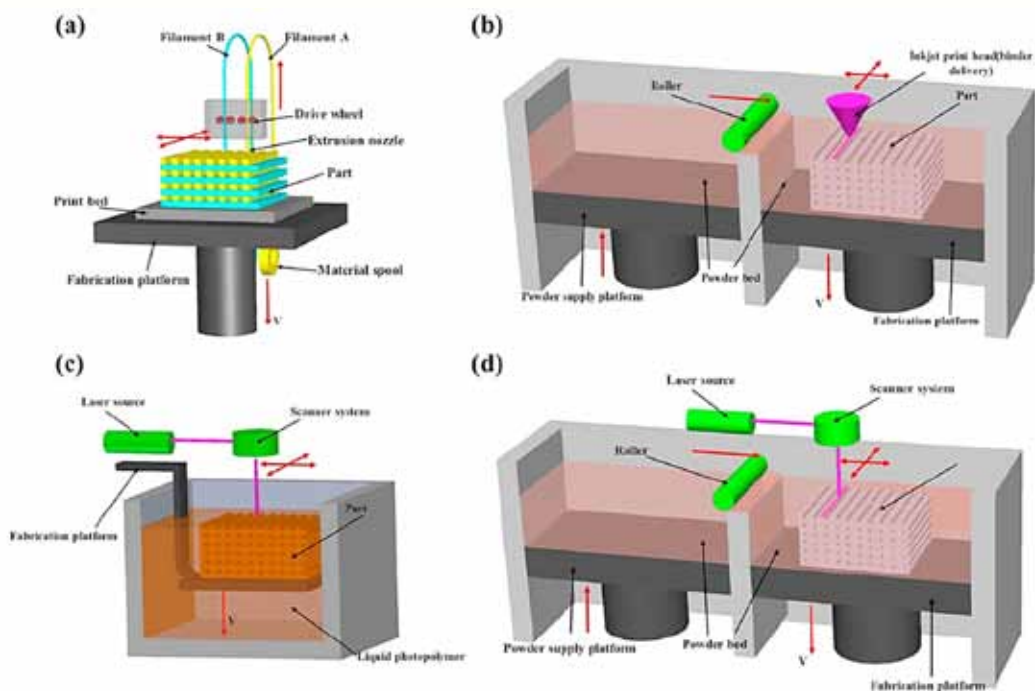 (a)
Filament B
Filament A
Drive wheel
Extrusion nozzle
Part
Print bed
Fabrication platform
Material spool
V
(b)
Inkjet print head(binder
delivery)
Roller
Part
Powder bed
Powder supply platform
V
Fabrication platform
(c)
Laser source
Scanner system
Fabrication platform
Part
V
Liquid photopolymer
(d)
Laser source
Scanner system
Roller
Powder bed
Powder supply platform
V
Fabrication platform